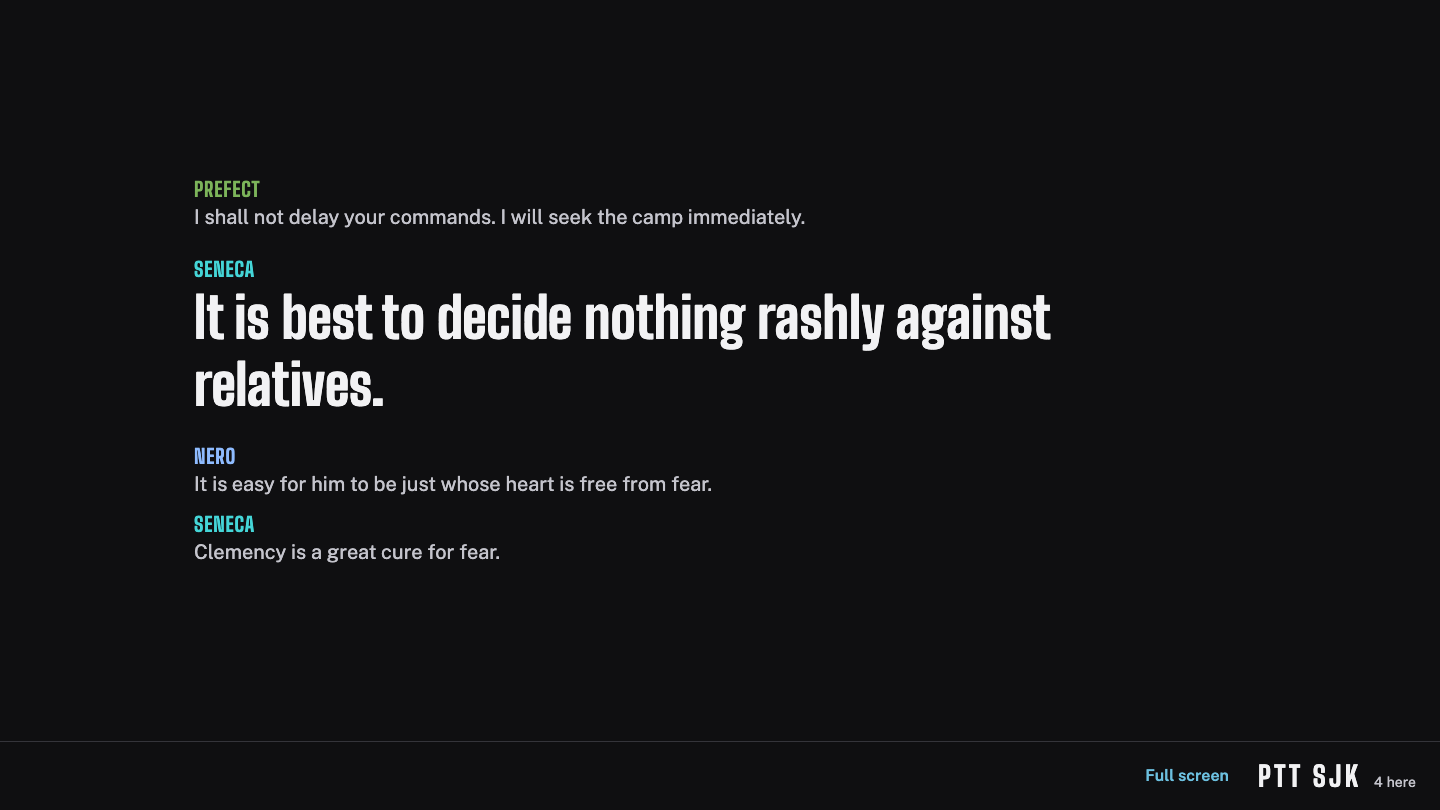 PREFECT
I shall not delay your commands. I will seek the camp immediately.
SENECA
It is best to decide nothing rashly against
relatives.
NERO
It is easy for him to be just whose heart is free from fear.
SENECA
Clemency is a great cure for fear.
Full screen PTT SJK 4 here